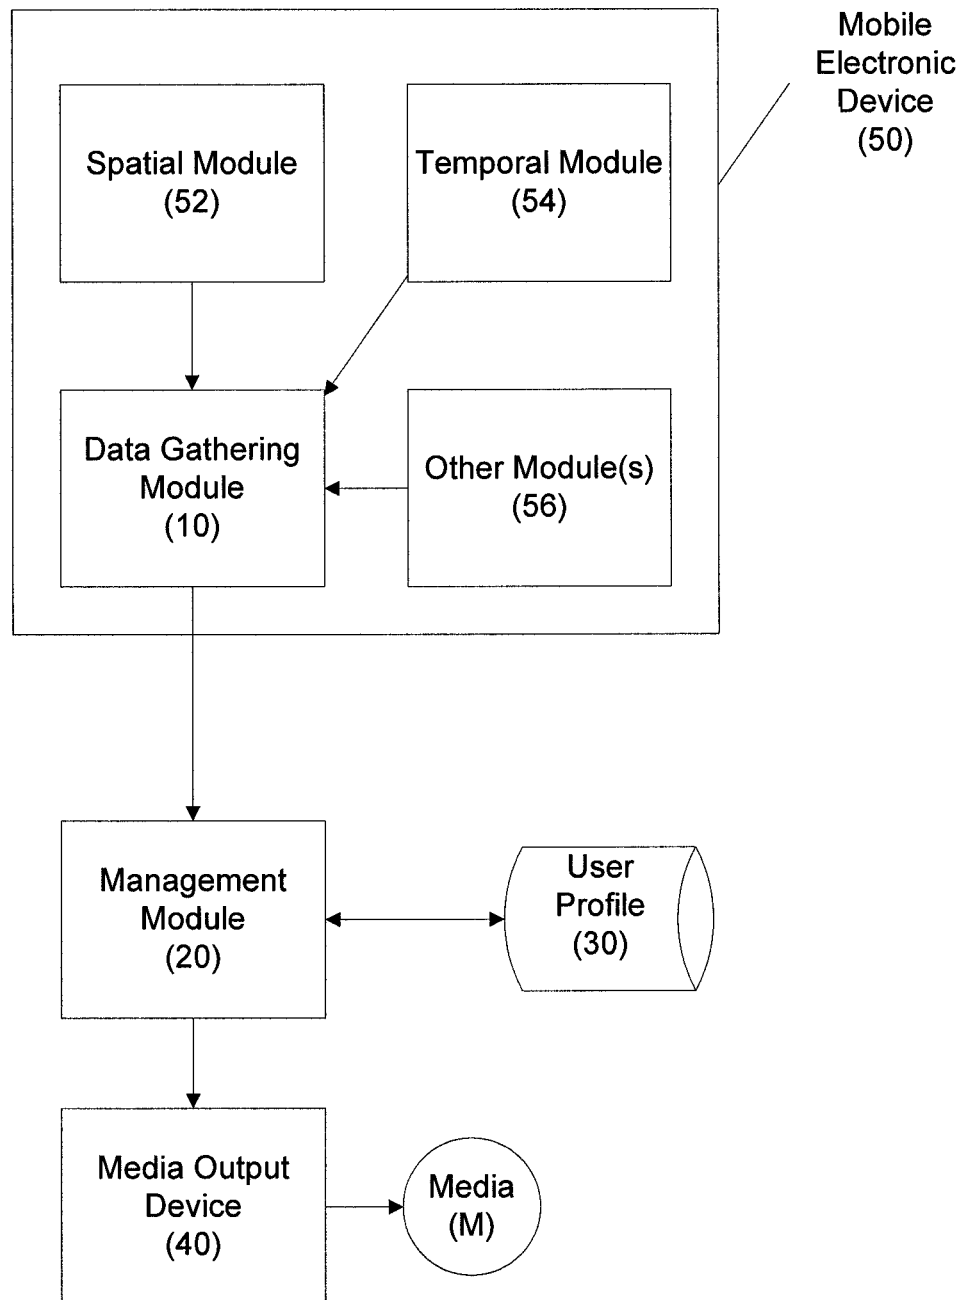 Mobile
Electronic
Device
(50)
Spatial Module
(52)
Temporal Module
(54)
Data Gathering
Module
(10)
Other Module(s)
(56)
Management
Module
(20)
User
Profile
(30)
Media Output
Device
(40)
Media
(M)